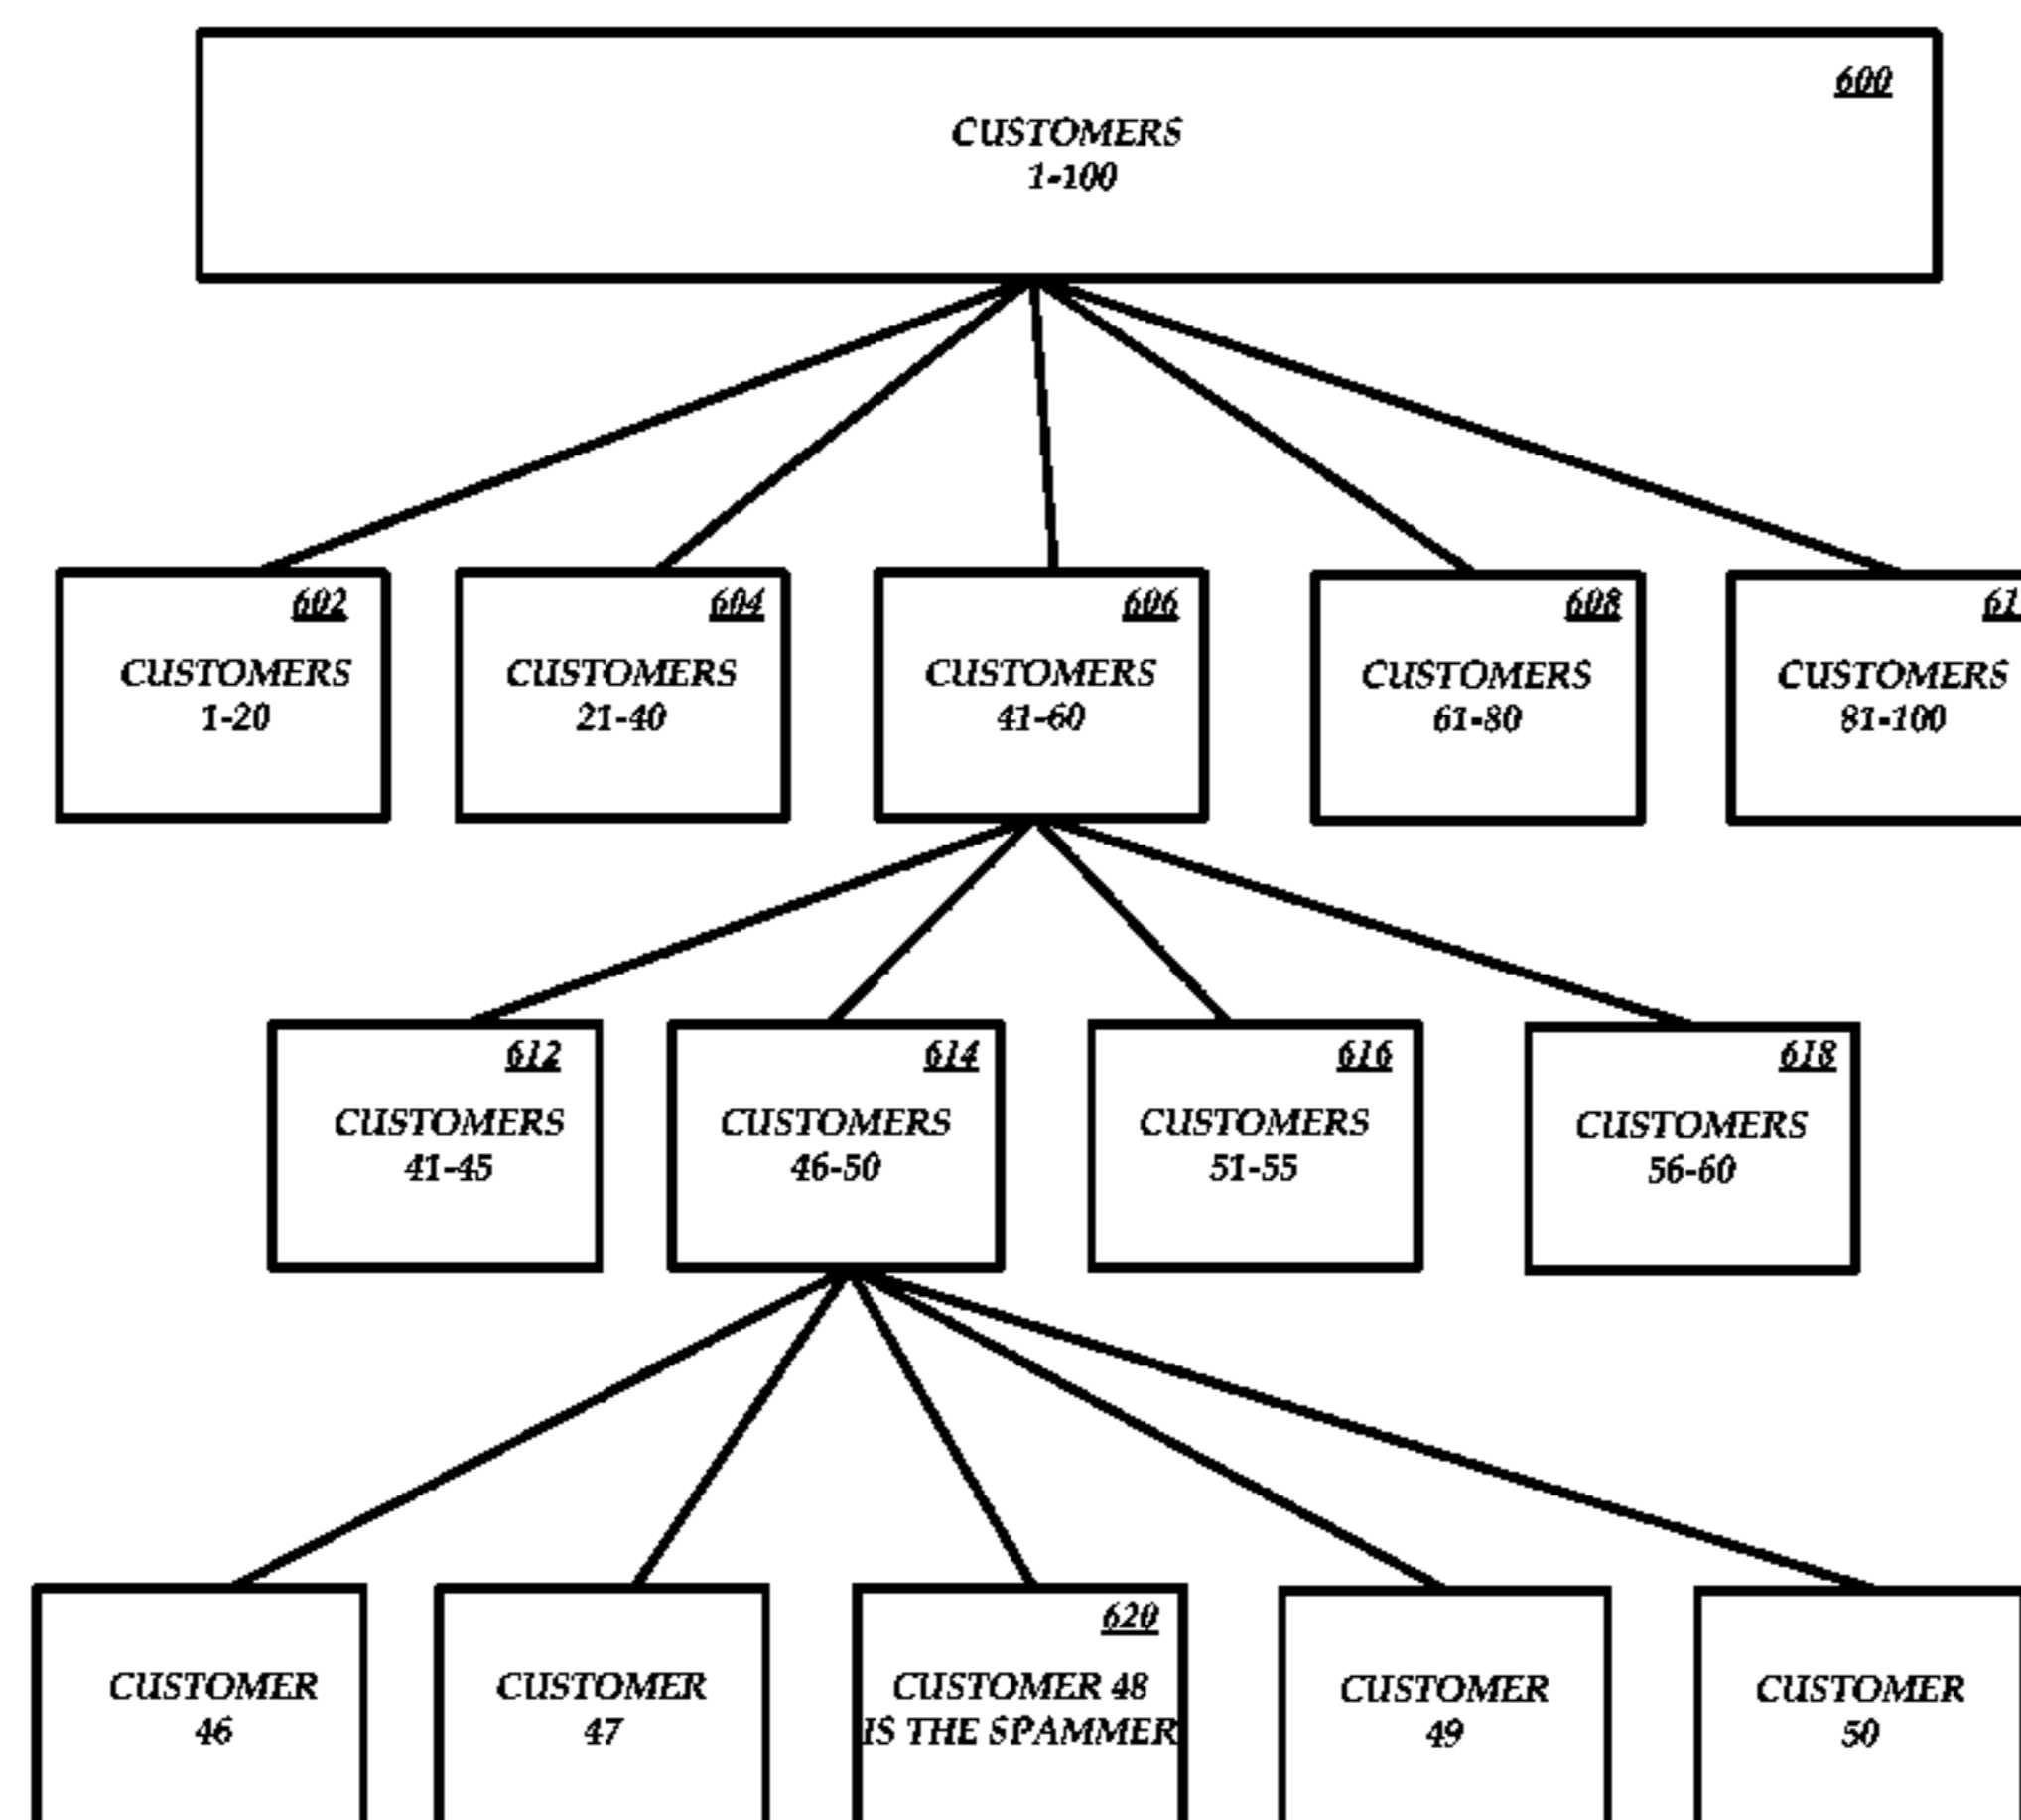 600
CUSTOMERS
1-100
602
CUSTOMERS
1-20
604
CUSTOMERS
21-40
606
CUSTOMERS
41-60
608
CUSTOMERS
61-80
61
CUSTOMERS
81-100
612
CUSTOMERS
41-45
614
CUSTOMERS
46-50
616
CUSTOMERS
51-55
618
CUSTOMERS
56-60
CUSTOMER
46
CUSTOMER
47
620
CUSTOMER 48
IS THE SPAMMER
CUSTOMER
49
CUSTOMER
50